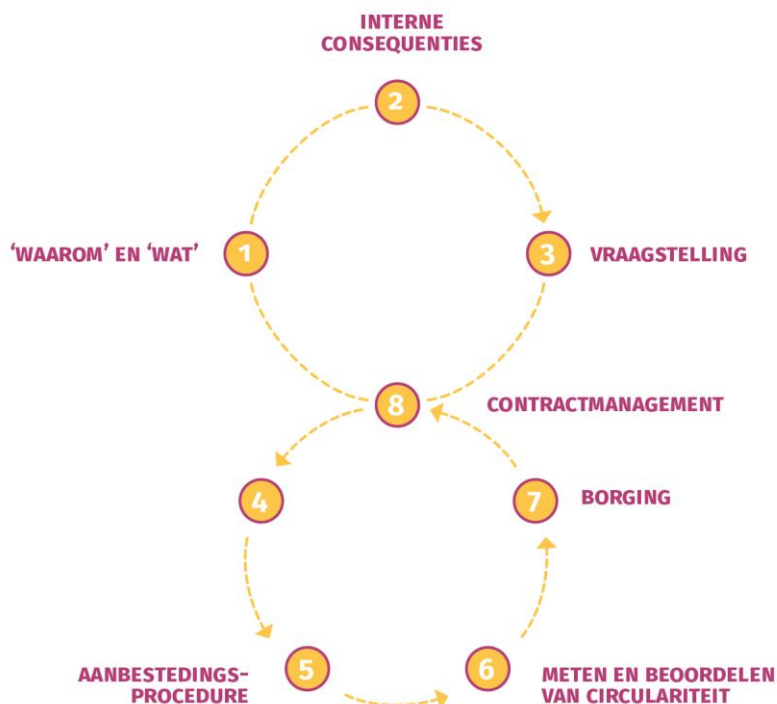 INTERNE
CONSEQUENTIES
2
'WAAROM' EN 'WAT'
1
3
VRAAGSTELLING
8
CONTRACTMANAGEMENT
4
7
BORGING
AANBESTEDINGS-
PROCEDURE
5
6
METEN EN BEOORDELEN
VAN CIRCULARITEIT